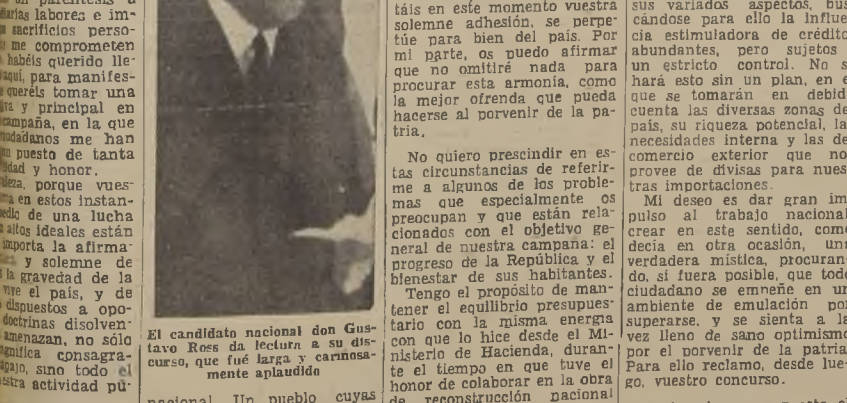 diarias labores e im-
sacrificios perso-
me comprometen
habéis querido lle-
aquí, para manifes-
queréis tomar una
y principal en
campaña, en la que
ciudadanos me han
puesto de tanta
y honor.
porque vues-
en estos instan-
medio de una lucha
altos ideales están
importa la afirma-
y solemne de
la gravedad de la
vive el país, y de
dispuestos a opo-
doctrinas disolven-
amenazan, no sólo
consagra-
sino todo el
actividad pú-
El candidato nacional don Gus-
tavo Ross da lectura a su dis-
curso, que fué larga y cariñosa-
mente aplaudido
nacional. Un pueblo cuyas
táis en este momento vuestra
solemne adhesión, se perpe-
túe para bien del país. Por
mi parte, os puedo afirmar
que no omitiré nada para
procurar esta armonía, como
la mejor ofrenda que pueda
hacerse al porvenir de la pa-
tria.
No quiero prescindir en es-
tas circunstancias de referir-
me a algunos de los proble-
mas que especialmente os
preocupan y que están rela-
cionados con el objetivo ge-
neral de nuestra campaña: el
progreso de la República y el
bienestar de sus habitantes.
Tengo el propósito de man-
tener el equilibrio presupues-
tario con la misma energía
con que lo hice desde el Mi-
nisterio de Hacienda, duran-
te el tiempo en que tuve el
honor de colaborar en la obra
de reconstrucción nacional
sus variados aspectos, bus
cándose para ello la influe
cia estimuladora de crédito
abundantes, pero sujetos
un estricto control. No s
hará esto sin un plan, en e
que se tomarán en debid
cuenta las diversas zonas de
país, su riqueza potencial, la
necesidades interna y las de
comercio exterior que no
provee de divisas para nues
tras importaciones.
Mi deseo es dar gran im
pulso al trabajo nacional
crear en este sentido, como
decía en otra ocasión, una
verdadera mística, procuran
do, si fuera posible, que todo
ciudadano se empeñe en un
ambiente de emulación por
superarse, y se sienta a la
vez lleno de sano optimismo
por el porvenir de la patria
Para ello reclamo, desde lue-
go, vuestro concurso.